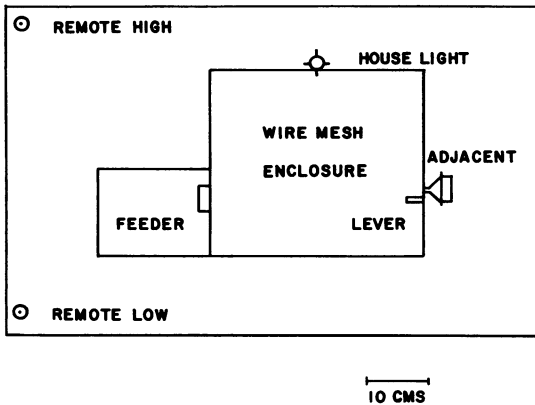 REMOTE HIGH
HOUSE LIGHT
WIRE MESH
ENCLOSURE
ADJACENT
FEEDER
LEVER
REMOTE LOW
10 CMS